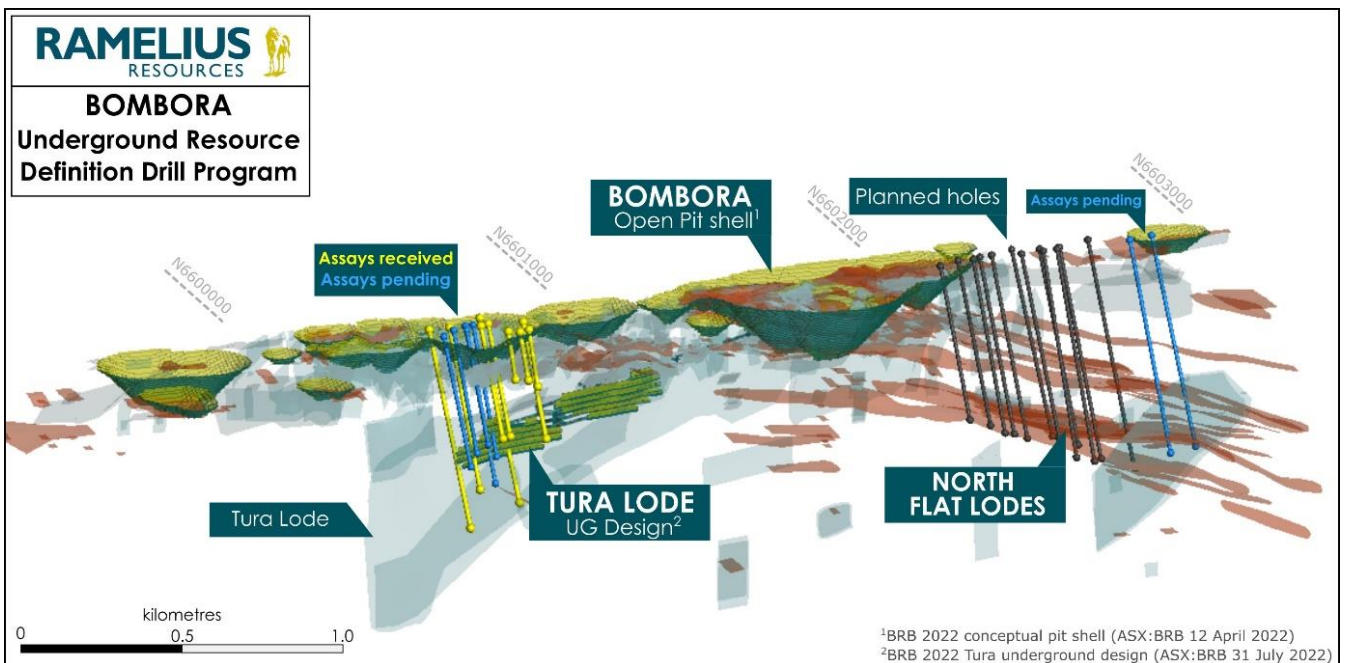 RAMELIUS
RESOURCES
BOMBORA
Underground Resource
Definition Drill Program
N6600000
Assays received
Assays pending
N6601000
BOMBORA
Open Pit shell¹
N6602000
Planned holes
N6603000
Assays pending
Tura Lode
TURA LODE
UG Design²
NORTH
FLAT LODES
kilometres
0 0.5 1.0
¹BRB 2022 conceptual pit shell (ASX:BRB 12 April 2022)
²BRB 2022 Tura underground design (ASX:BRB 31 July 2022)